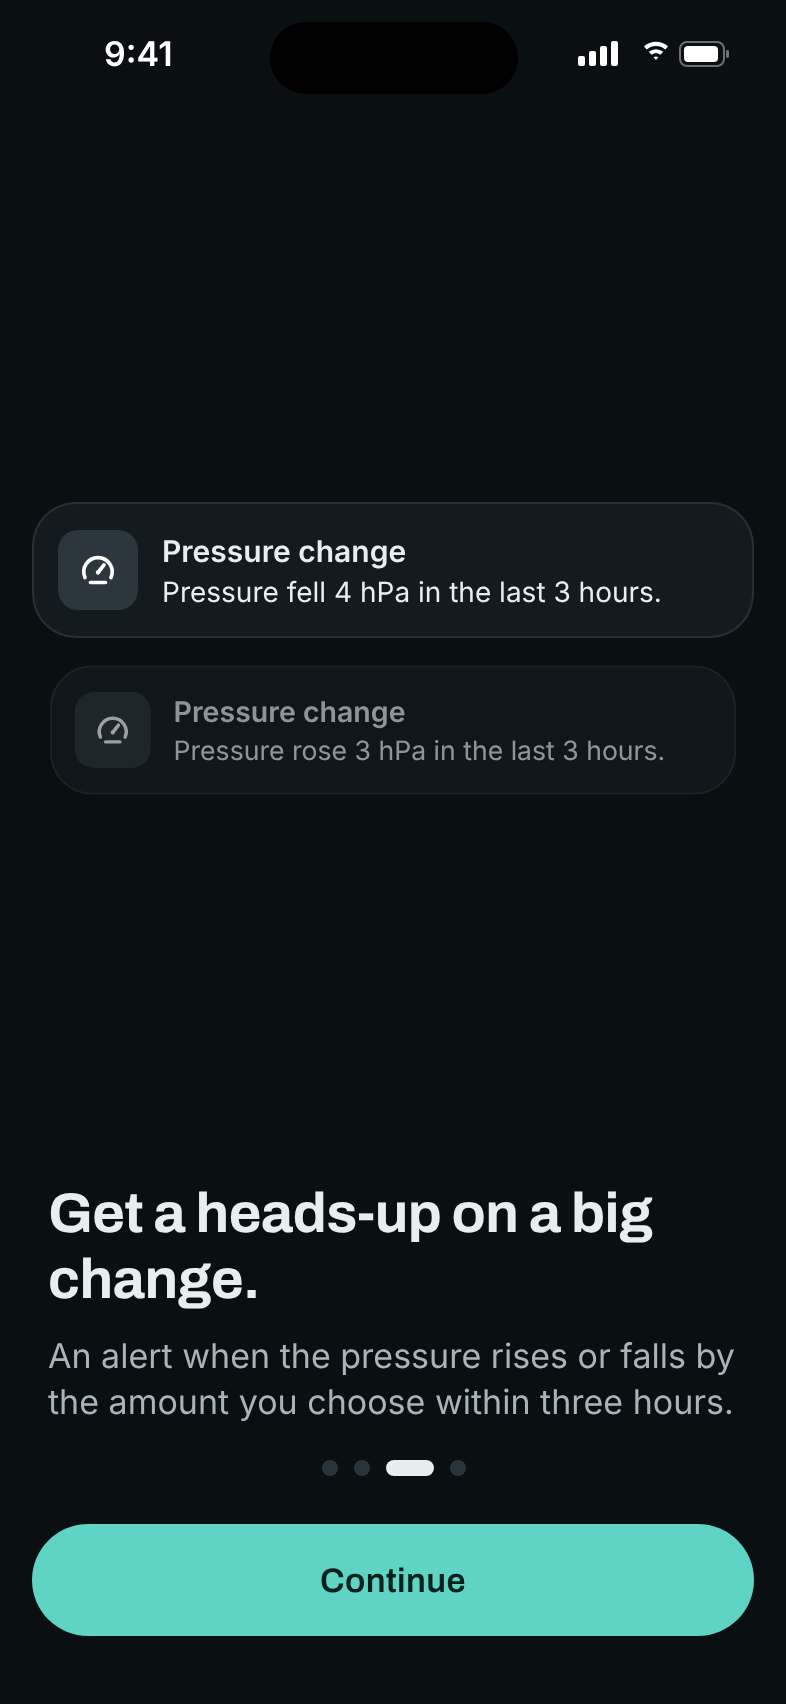 9:41
Pressure change
Pressure fell 4 hPa in the last 3 hours.
Pressure change
Pressure rose 3 hPa in the last 3 hours.
Get a heads-up on a big
change.
An alert when the pressure rises or falls by
the amount you choose within three hours.
Continue